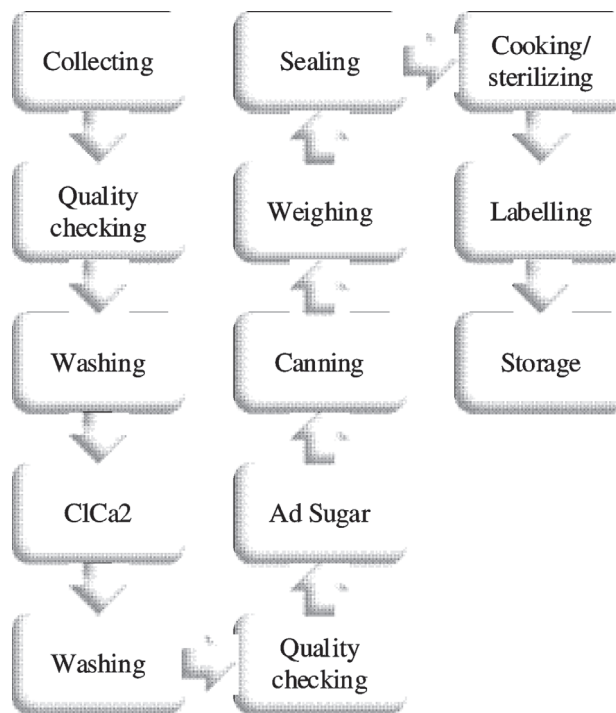 Collecting
Quality
checking
Washing
ClCa2
Washing
Quality
checking
Ad Sugar
Canning
Weighing
Sealing
Cooking/
sterilizing
Labelling
Storage